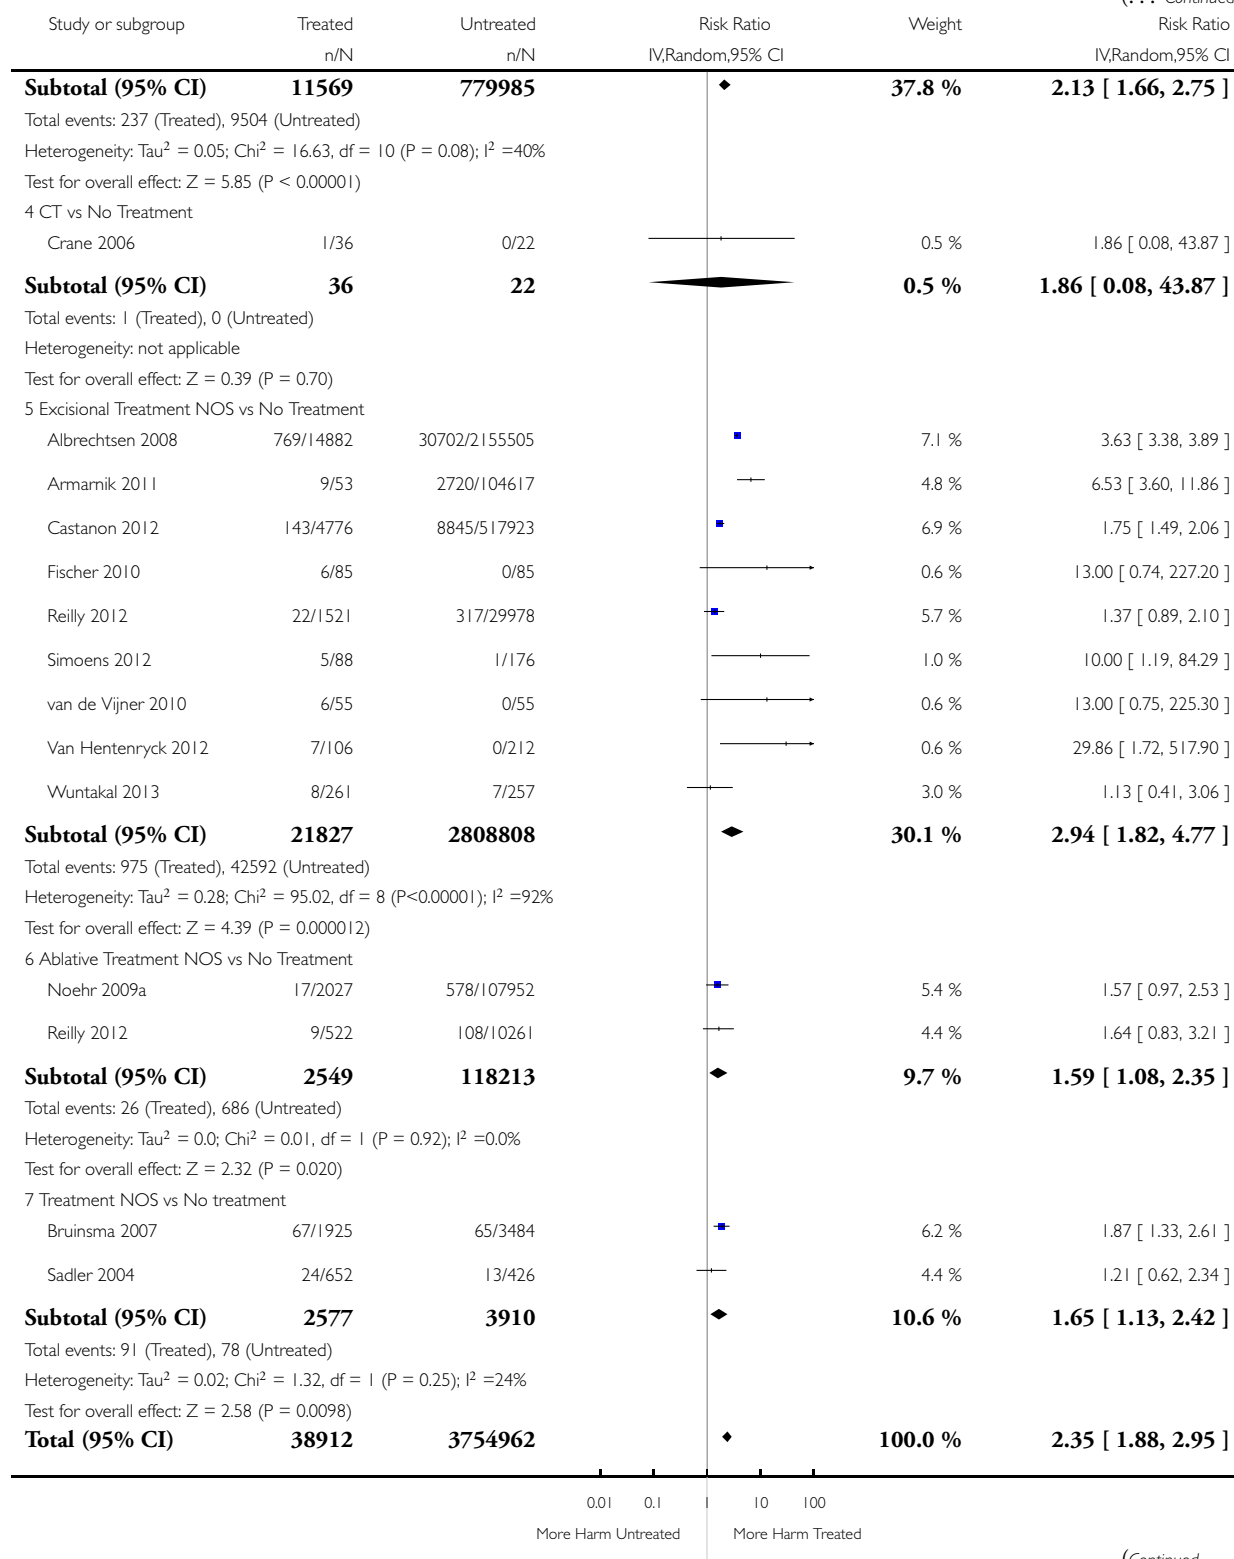 (. . . Continued
Study or subgroup Treated Untreated Risk Ratio Weight Risk Ratio
n/N n/N IV,Random,95% CI IV,Random,95% CI
Subtotal (95% CI) 11569 779985 37.8 % 2.13 [ 1.66, 2.75 ]
Total events: 237 (Treated), 9504 (Untreated)
Heterogeneity: Tau² = 0.05; Chi² = 16.63, df = 10 (P = 0.08); I² =40%
Test for overall effect: Z = 5.85 (P < 0.00001)
4 CT vs No Treatment
Crane 2006 1/36 0/22 0.5 % 1.86 [ 0.08, 43.87 ]
Subtotal (95% CI) 36 22 0.5 % 1.86 [ 0.08, 43.87 ]
Total events: 1 (Treated), 0 (Untreated)
Heterogeneity: not applicable
Test for overall effect: Z = 0.39 (P = 0.70)
5 Excisional Treatment NOS vs No Treatment
Albrechtsen 2008 769/14882 30702/2155505 7.1 % 3.63 [ 3.38, 3.89 ]
Armarnik 2011 9/53 2720/104617 4.8 % 6.53 [ 3.60, 11.86 ]
Castanon 2012 143/4776 8845/517923 6.9 % 1.75 [ 1.49, 2.06 ]
Fischer 2010 6/85 0/85 0.6 % 13.00 [ 0.74, 227.20 ]
Reilly 2012 22/1521 317/29978 5.7 % 1.37 [ 0.89, 2.10 ]
Simoens 2012 5/88 1/176 1.0 % 10.00 [ 1.19, 84.29 ]
van de Vijner 2010 6/55 0/55 0.6 % 13.00 [ 0.75, 225.30 ]
Van Hentenryck 2012 7/106 0/212 0.6 % 29.86 [ 1.72, 517.90 ]
Wuntakal 2013 8/261 7/257 3.0 % 1.13 [ 0.41, 3.06 ]
Subtotal (95% CI) 21827 2808808 30.1 % 2.94 [ 1.82, 4.77 ]
Total events: 975 (Treated), 42592 (Untreated)
Heterogeneity: Tau² = 0.28; Chi² = 95.02, df = 8 (P<0.00001); I² =92%
Test for overall effect: Z = 4.39 (P = 0.000012)
6 Ablative Treatment NOS vs No Treatment
Noehr 2009a 17/2027 578/107952 5.4 % 1.57 [ 0.97, 2.53 ]
Reilly 2012 9/522 108/10261 4.4 % 1.64 [ 0.83, 3.21 ]
Subtotal (95% CI) 2549 118213 9.7 % 1.59 [ 1.08, 2.35 ]
Total events: 26 (Treated), 686 (Untreated)
Heterogeneity: Tau² = 0.0; Chi² = 0.01, df = 1 (P = 0.92); I² =0.0%
Test for overall effect: Z = 2.32 (P = 0.020)
7 Treatment NOS vs No treatment
Bruinsma 2007 67/1925 65/3484 6.2 % 1.87 [ 1.33, 2.61 ]
Sadler 2004 24/652 13/426 4.4 % 1.21 [ 0.62, 2.34 ]
Subtotal (95% CI) 2577 3910 10.6 % 1.65 [ 1.13, 2.42 ]
Total events: 91 (Treated), 78 (Untreated)
Heterogeneity: Tau² = 0.02; Chi² = 1.32, df = 1 (P = 0.25); I² =24%
Test for overall effect: Z = 2.58 (P = 0.0098)
Total (95% CI) 38912 3754962 100.0 % 2.35 [ 1.88, 2.95 ]
0.01 0.1 1 10 100
More Harm Untreated More Harm Treated
(Continued